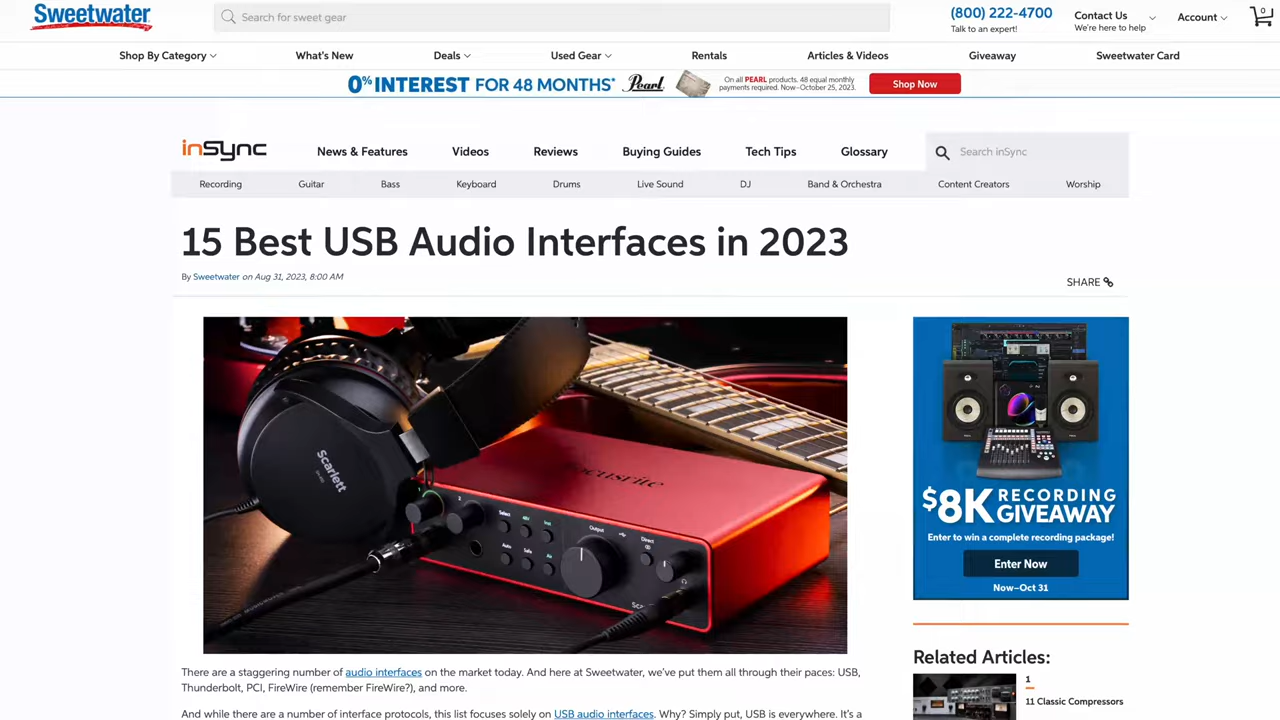 Sweetwater
Search for sweet gear
(800) 222-4700
Talk to an expert!
Contact Us
We're here to help
Account
0
Shop By Category
What's New
Deals
Used Gear
Rentals
Articles & Videos
Giveaway
Sweetwater Card
0% INTEREST FOR 48 MONTHS*
Pearl
On all PEARL products, 48 equal monthly
payments required. Now–October 25, 2023.
Shop Now
inSync
News & Features
Videos
Reviews
Buying Guides
Tech Tips
Glossary
Search inSync
Recording
Guitar
Bass
Keyboard
Drums
Live Sound
DJ
Band & Orchestra
Content Creators
Worship
15 Best USB Audio Interfaces in 2023
By Sweetwater on Aug 31, 2023, 8:00 AM
SHARE
Scarlett
Focusrite
Select
48V
Inst
Auto
Safe
Air
Output
Direct
$8K RECORDING
GIVEAWAY
Enter to win a complete recording package!
Enter Now
Now–Oct 31
There are a staggering number of audio interfaces on the market today. And here at Sweetwater, we've put them all through their paces: USB,
Thunderbolt, PCI, FireWire (remember FireWire?), and more.
And while there are a number of interface protocols, this list focuses solely on USB audio interfaces. Why? Simply put, USB is everywhere. It's a
Related Articles:
1
11 Classic Compressors